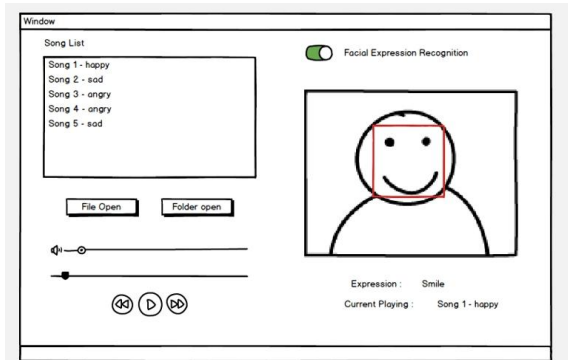 Window
Song List
Song 1 - happy
Song 2 - sad
Song 3 - angry
Song 4 - angry
Song 5 - sad
File Open
Folder open
Facial Expression Recognition
Expression : Smile
Current Playing : Song 1 - happy